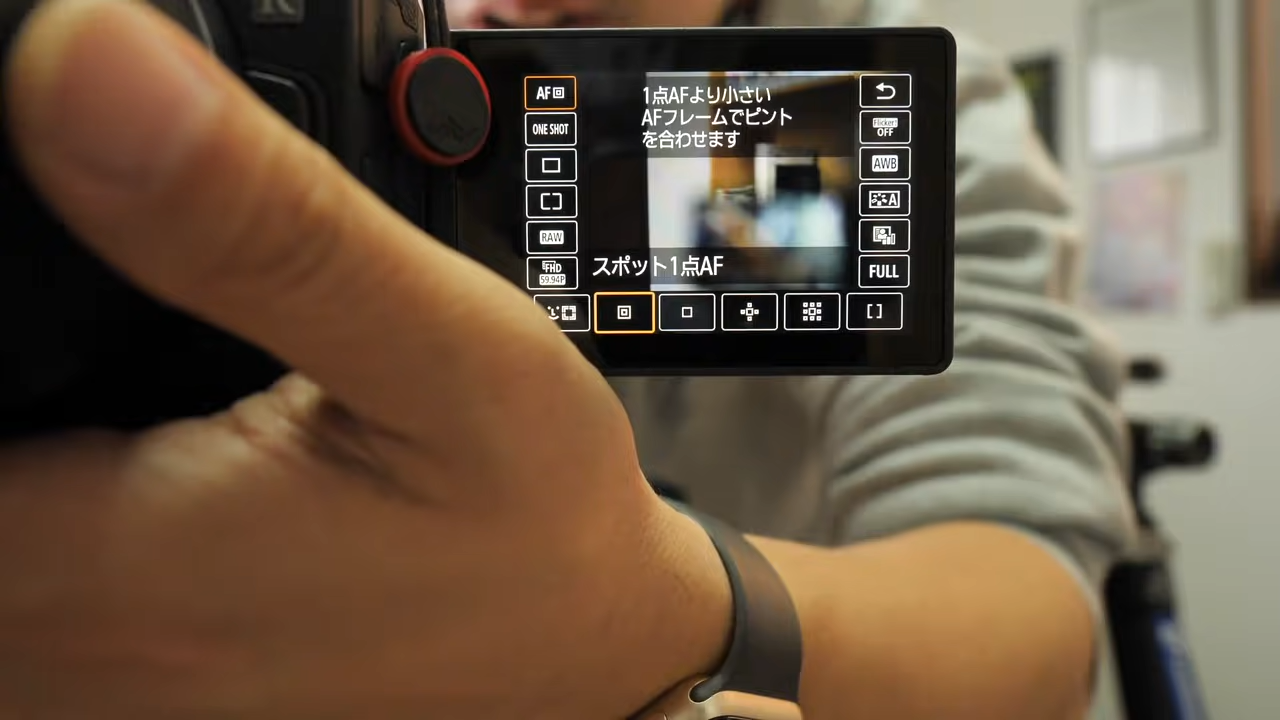 R
AF
ONE SHOT
RAW
FHD
59.94P
1点AFより小さい
AFフレームでピント
を合わせます
スポット1点AF
Flicker!
OFF
AWB
A
FULL